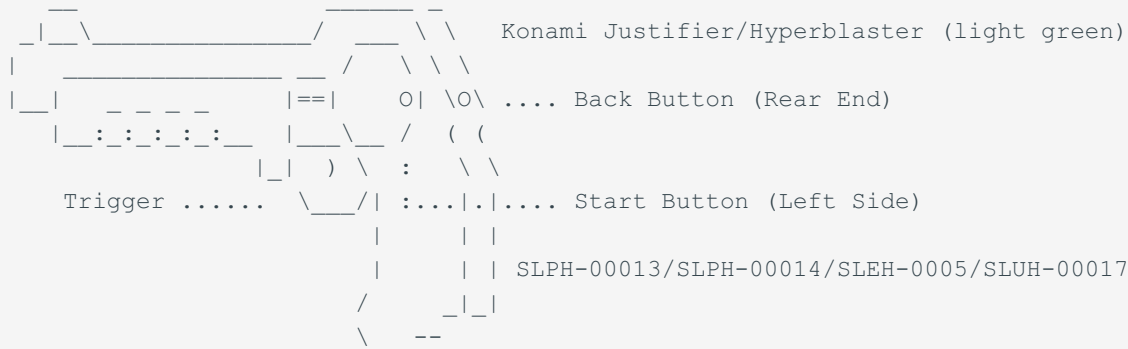 Konami Justifier/Hyperblaster (light green)
.... Back Button (Rear End)
Trigger ......
.... Start Button (Left Side)
SLPH-00013/SLPH-00014/SLEH-0005/SLUH-00017